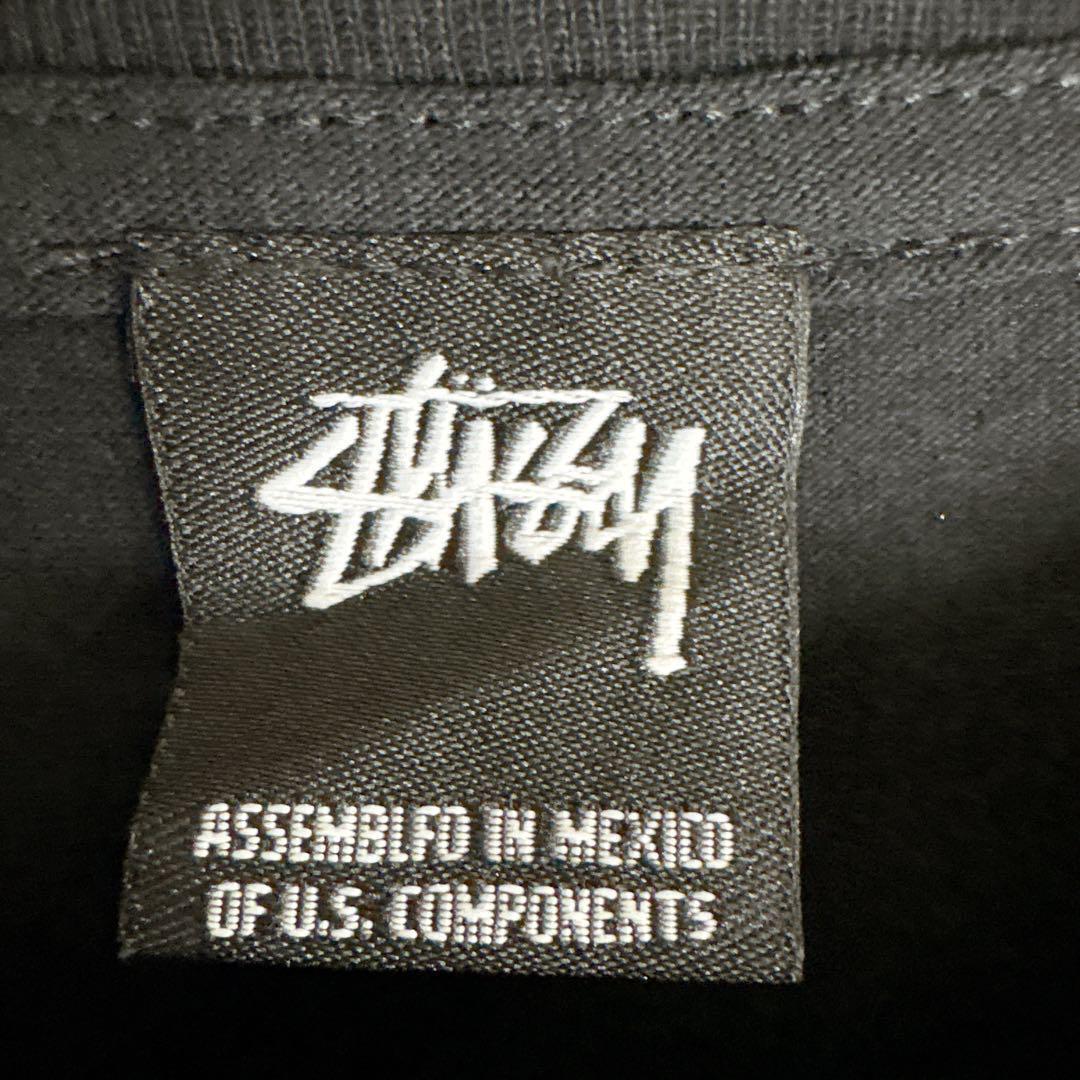 STÜSSY
ASSEMBLED IN MEXICO
OF U.S. COMPONENTS